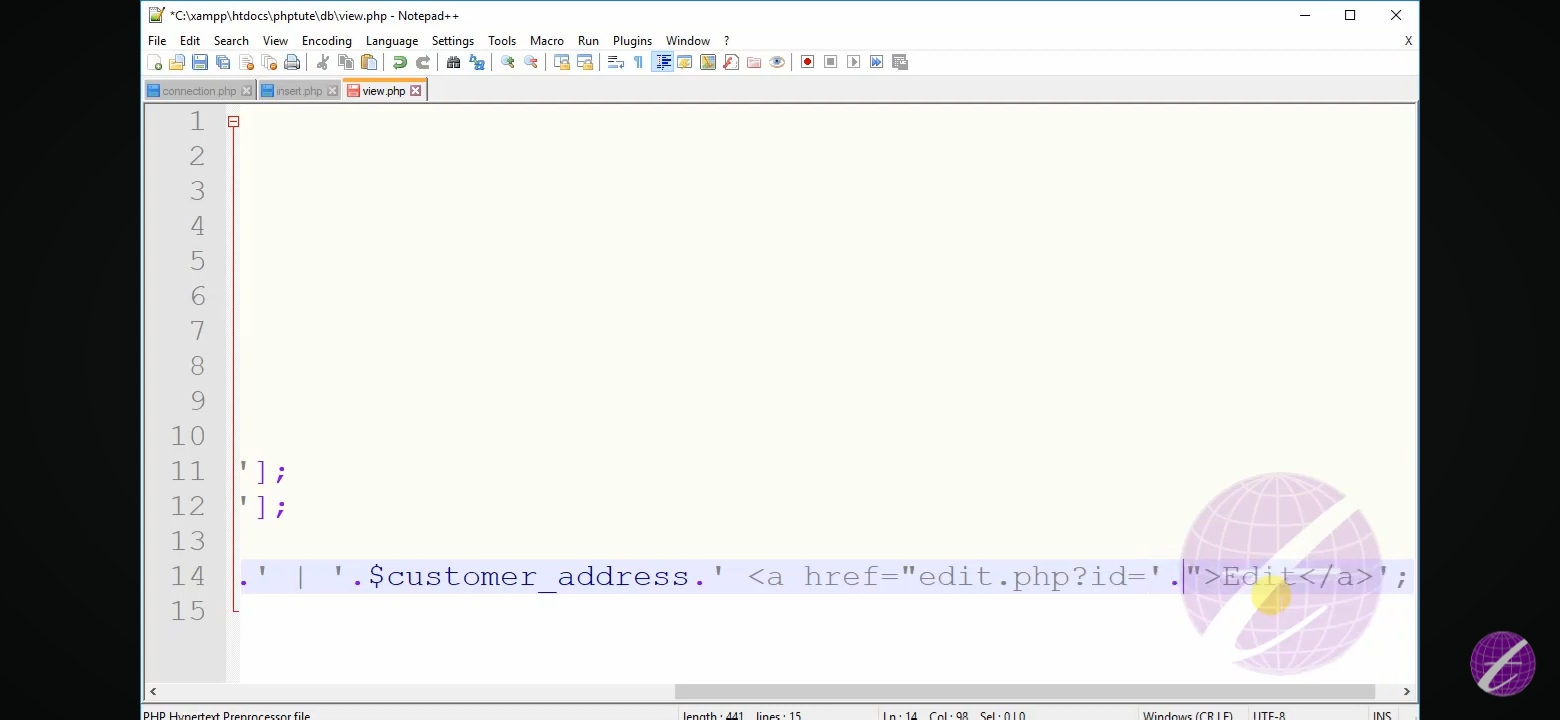 *C:\xampp\htdocs\phptute\db\view.php - Notepad++
File Edit Search View Encoding Language Settings Tools Macro Run Plugins Window ? X
connection.php insert.php view.php
1
2
3
4
5
6
7
8
9
10
11 '];
12 '];
13
14 .' | '.$customer_address.' <a href="edit.php?id='.">Edit</a>';
15
PHP Hypertext Preprocessor file length : 441 lines : 15 Ln : 14 Col : 98 Sel : 0 | 0 Windows (CR LF) UTF-8 INS